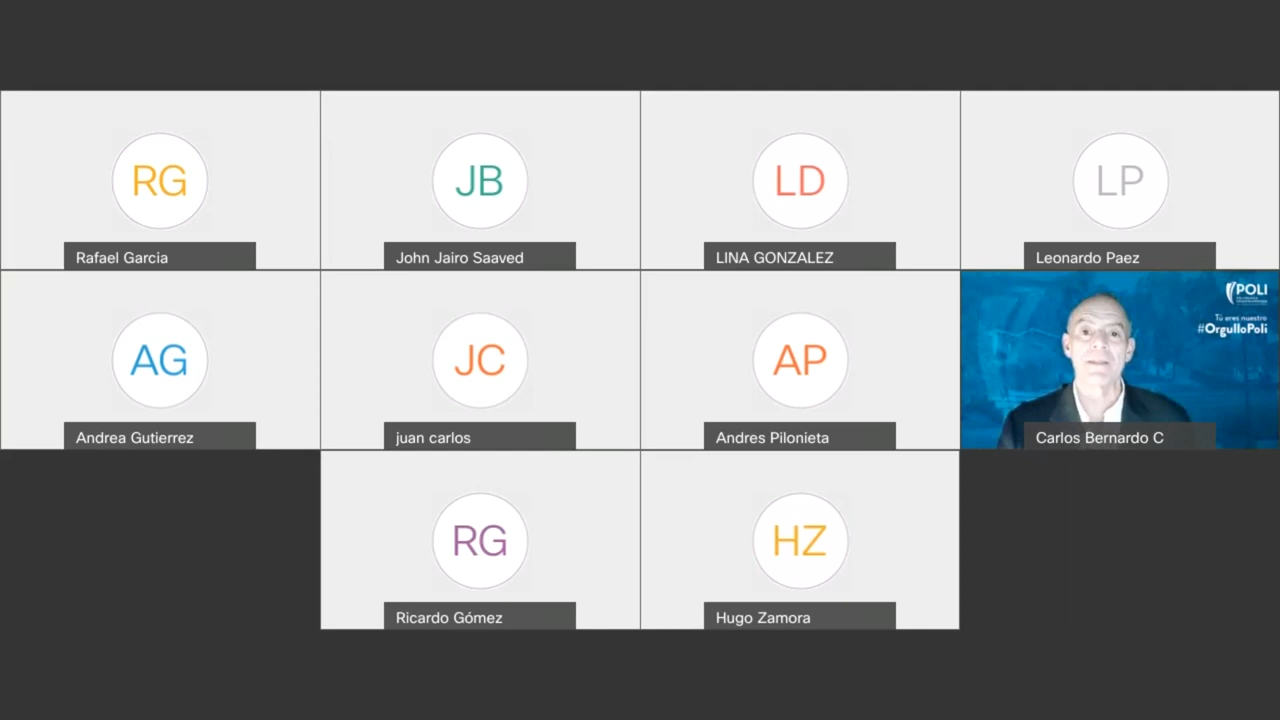 RG
JB
LD
LP
Rafael Garcia
John Jairo Saaved
LINA GONZALEZ
Leonardo Paez
AG
JC
AP
POLI
Tú eres nuestro
#OrgulloPoli
Andrea Gutierrez
juan carlos
Andres Pilonieta
Carlos Bernardo C
RG
HZ
Ricardo Gómez
Hugo Zamora